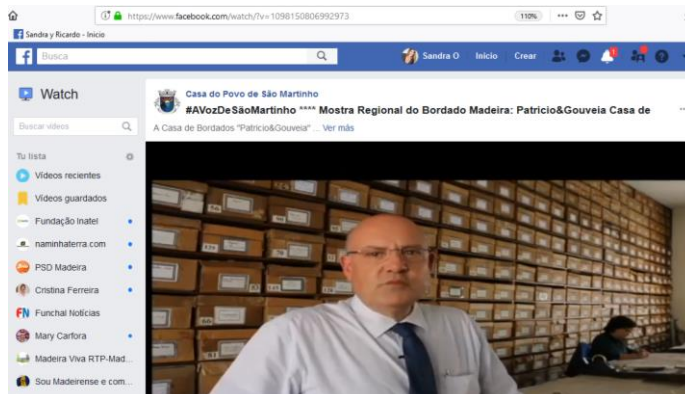 https://www.facebook.com/watch/?v=1098150806992973
110%
Sandra y Ricardo - Inicio
Busca
Sandra O Inicio Crear
Watch
Buscar vídeos
Tu lista
Vídeos recientes
Vídeos guardados
Fundação Inatel
naminhaterra.com
PSD Madeira
Cristina Ferreira
FN Funchal Notícias
Mary Carfora
Madeira Viva RTP-Mad...
Sou Madeirense e com...
Casa do Povo de São Martinho
#AVozDeSãoMartinho **** Mostra Regional do Bordado Madeira: Patricio&Gouveia Casa de
A Casa de Bordados "Patricio&Gouveia" ... Ver más